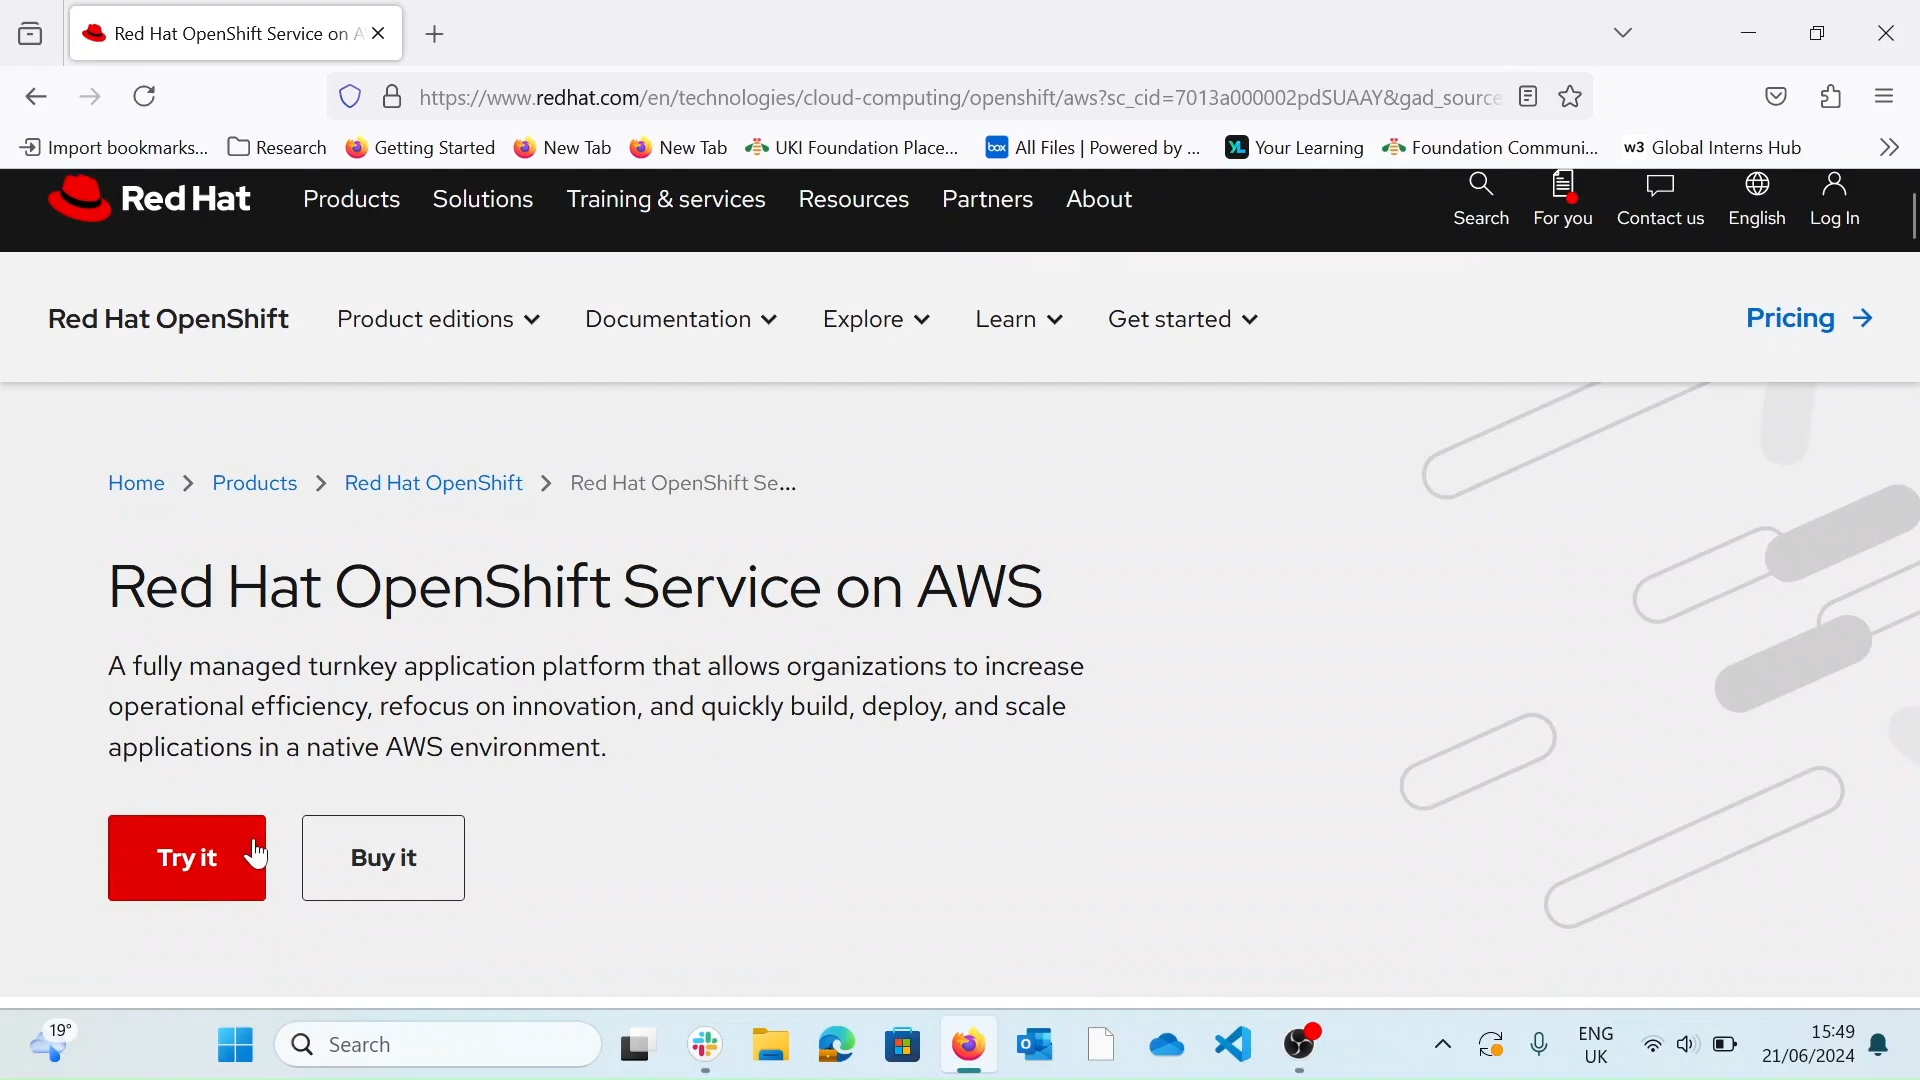 Red Hat OpenShift Service on A
https://www.redhat.com/en/technologies/cloud-computing/openshift/aws?sc_cid=7013a000002pdSUAAY&gad_source
Import bookmarks... Research Getting Started New Tab New Tab UKI Foundation Place... box All Files | Powered by ... YL Your Learning Foundation Communi... w3 Global Interns Hub
Red Hat Products Solutions Training & services Resources Partners About Search For you Contact us English Log In
Red Hat OpenShift Product editions Documentation Explore Learn Get started Pricing
Home Products Red Hat OpenShift Red Hat OpenShift Se...
Red Hat OpenShift Service on AWS
A fully managed turnkey application platform that allows organizations to increase
operational efficiency, refocus on innovation, and quickly build, deploy, and scale
applications in a native AWS environment.
Try it Buy it
19° Search ENG 15:49
UK 21/06/2024